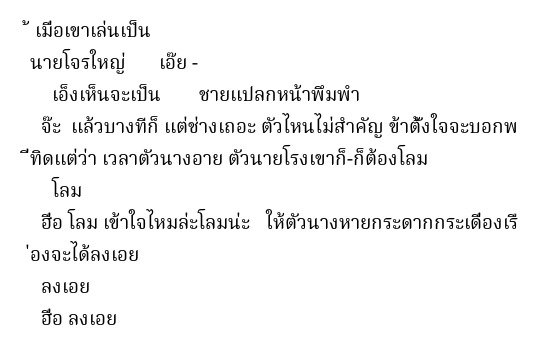 ้ เมื่อเขาเล่นเป็น
นายโจรใหญ่ เอ๊ย -
เอ็งเห็นจะเป็น ชายแปลกหน้าพึมพำ
จ๊ะ แล้วบางทีก็ แต่ช่างเถอะ ตัวไหนไม่สำคัญ ข้าตั้งใจจะบอกพ
ี่ทิดแต่ว่า เวลาตัวนางอาย ตัวนายโรงเขาก็-ก็ต้องโลม
โลม
ฮื่อ โลม เข้าใจไหมล่ะโลมน่ะ ให้ตัวนางหายกระดากกระเดื่องเรื
่องจะได้ลงเอย
ลงเอย
ฮื่อ ลงเอย